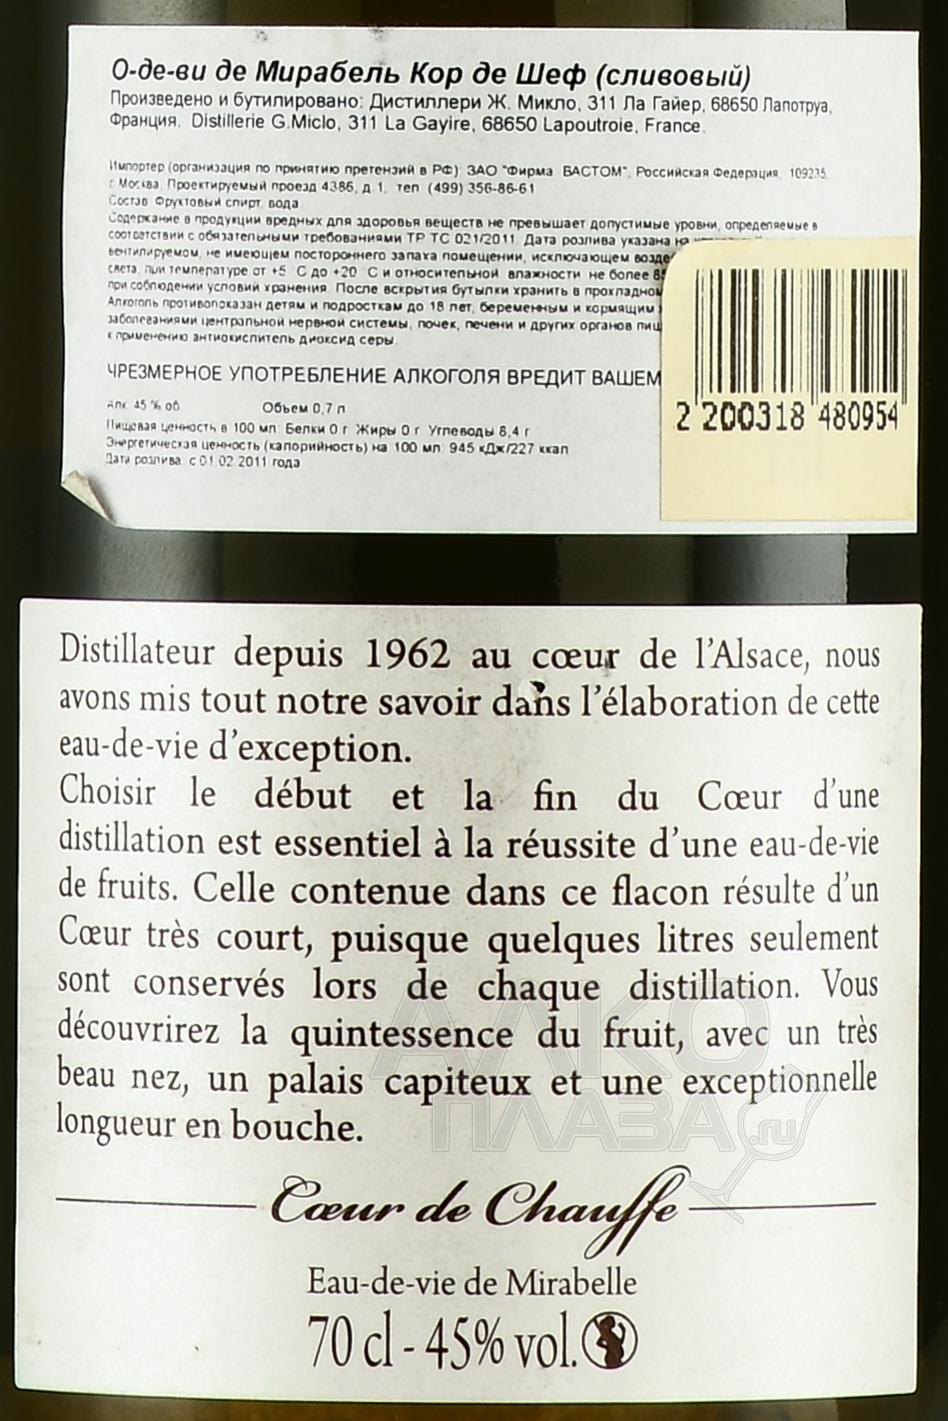 О-де-ви де Мирабель Кор де Шеф (сливовый)
Произведено и бутилировано: Дистиллери Ж. Микло, 311 Ла Гайер, 68650 Лапотруа,
Франция. Distillerie G.Miclo, 311 La Gayire, 68650 Lapoutroie, France.
Импортер (организация по принятию претензий в РФ): ЗАО "Фирма ВАСТОМ", Российская Федерация, 109235,
г. Москва, Проектируемый проезд 4386, д.1, тел. (499) 356-86-61
Состав: Фруктовый спирт, вода
Содержание в продукции вредных для здоровья веществ не превышает допустимые уровни, определяемые в
соответствии с обязательными требованиями ТР ТС 021/2011. Дата розлива указана на
вентилируемом, не имеющем постороннего запаха помещении, исключающем
света, при температуре от +5 С до +20 С и относительной влажности не более
при соблюдении условий хранения. После вскрытия бутылки хранить в
Алкоголь противопоказан детям и подросткам до 18 лет, беременным и кормящим
заболеваниями центральной нервной системы, почек, печени и других органов
к применению антиокислитель диоксид серы.
ЧРЕЗМЕРНОЕ УПОТРЕБЛЕНИЕ АЛКОГОЛЯ ВРЕДИТ ВАШЕМ
Алк. 45 % об. Объем 0,7 л
Пищевая ценность в 100 мл: Белки 0 г Жиры 0 г Углеводы 8,4 г
Энергетическая ценность (калорийность) на 100 мл: 945 кДж/227 ккал
Дата розлива: с 01.02.2011 года
2 200318 480954
Distillateur depuis 1962 au cœur de l'Alsace, nous
avons mis tout notre savoir dans l'élaboration de cette
eau-de-vie d'exception.
Choisir le début et la fin du Cœur d'une
distillation est essentiel à la réussite d'une eau-de-vie
de fruits. Celle contenue dans ce flacon résulte d'un
Cœur très court, puisque quelques litres seulement
sont conservés lors de chaque distillation. Vous
découvrirez la quintessence du fruit, avec un très
beau nez, un palais capiteux et une exceptionnelle
longueur en bouche.
АЛКО
ПЛАЗА.ru
Cœur de Chauffe
Eau-de-vie de Mirabelle
70 cl - 45% vol.